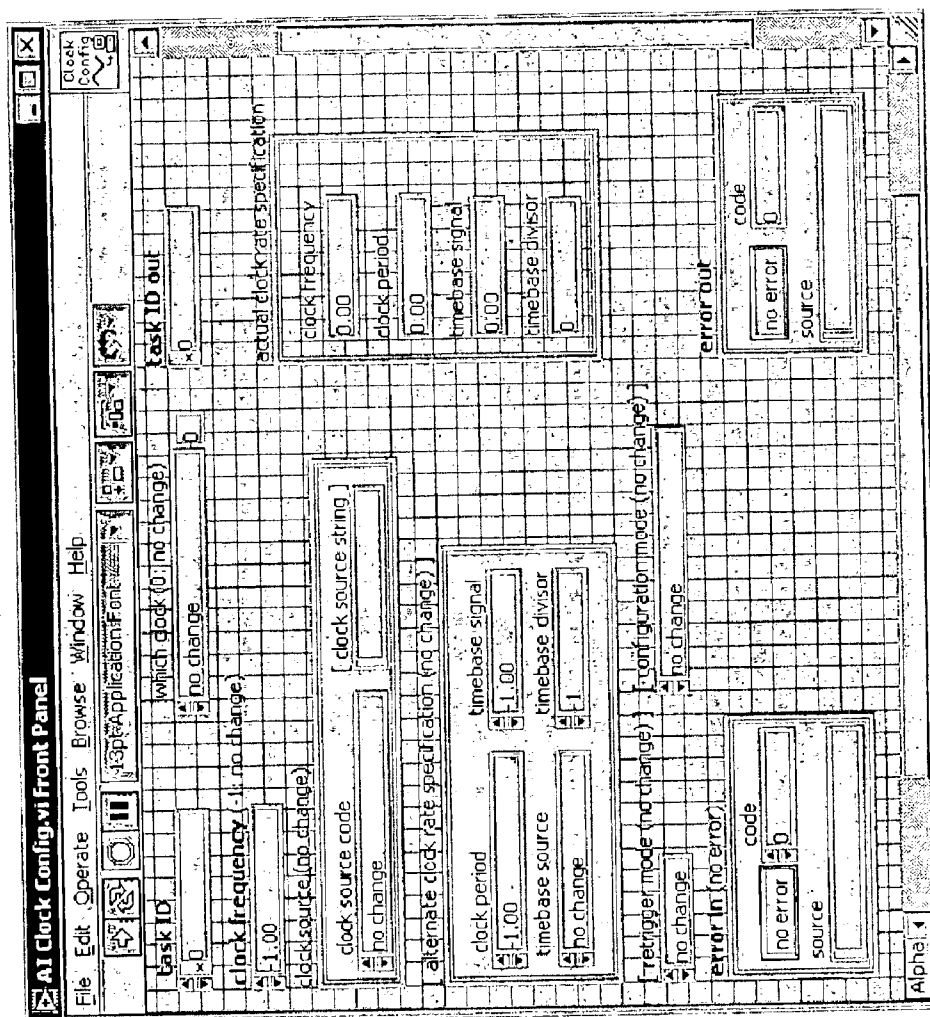 AI Clock Config.vi Front Panel
File Edit Operate Tools Browse Window Help
13pt Application Font
Clock
Config
task ID
×0
which clock (0: no change)
no change
0
task ID out
×0
clock frequency (-1: no change)
-1.00
clock source (no change)
clock source code
no change
[clock source string]
alternate clock rate specification (no change)
clock period
-1.00
timebase signal
-1.00
timebase source
no change
timebase divisor
-1
actual clock rate specification
clock frequency
0.00
clock period
0.00
timebase signal
0.00
timebase divisor
0
[retrigger mode (no change)]
no change
[configuration mode (no change)]
no change
error in (no error)
no error
code
0
source
error out
no error
code
0
source
Alpha